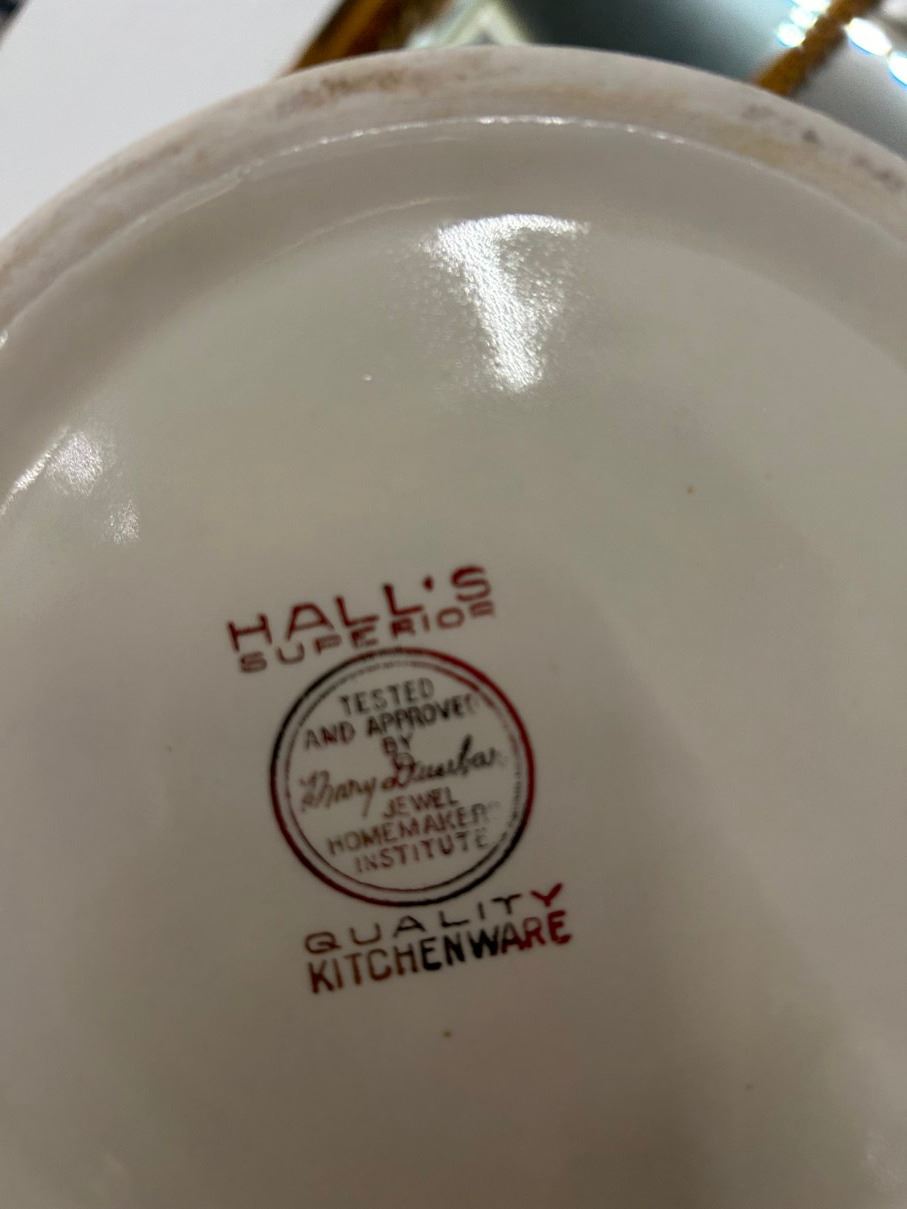 HALL'S
SUPERIOR
TESTED
AND APPROVED
BY
Mary Dunbar
JEWEL
HOMEMAKERS
INSTITUTE
QUALITY
KITCHENWARE